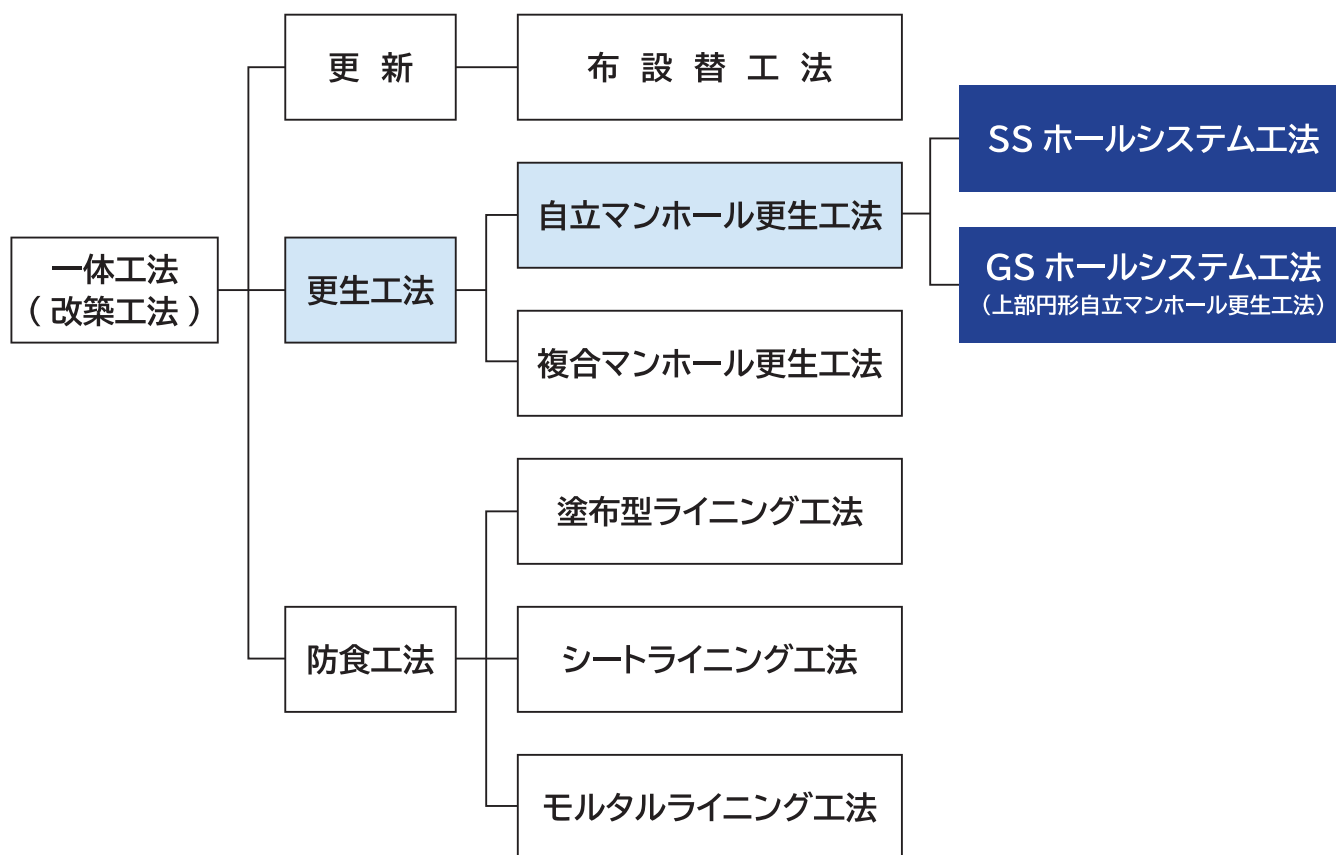 更 新
布 設 替 工 法
SS ホールシステム工法
自立マンホール更生工法
GS ホールシステム工法
(上部円形自立マンホール更生工法)
一体工法
( 改築工法 )
更生工法
複合マンホール更生工法
塗布型ライニング工法
防食工法
シートライニング工法
モルタルライニング工法